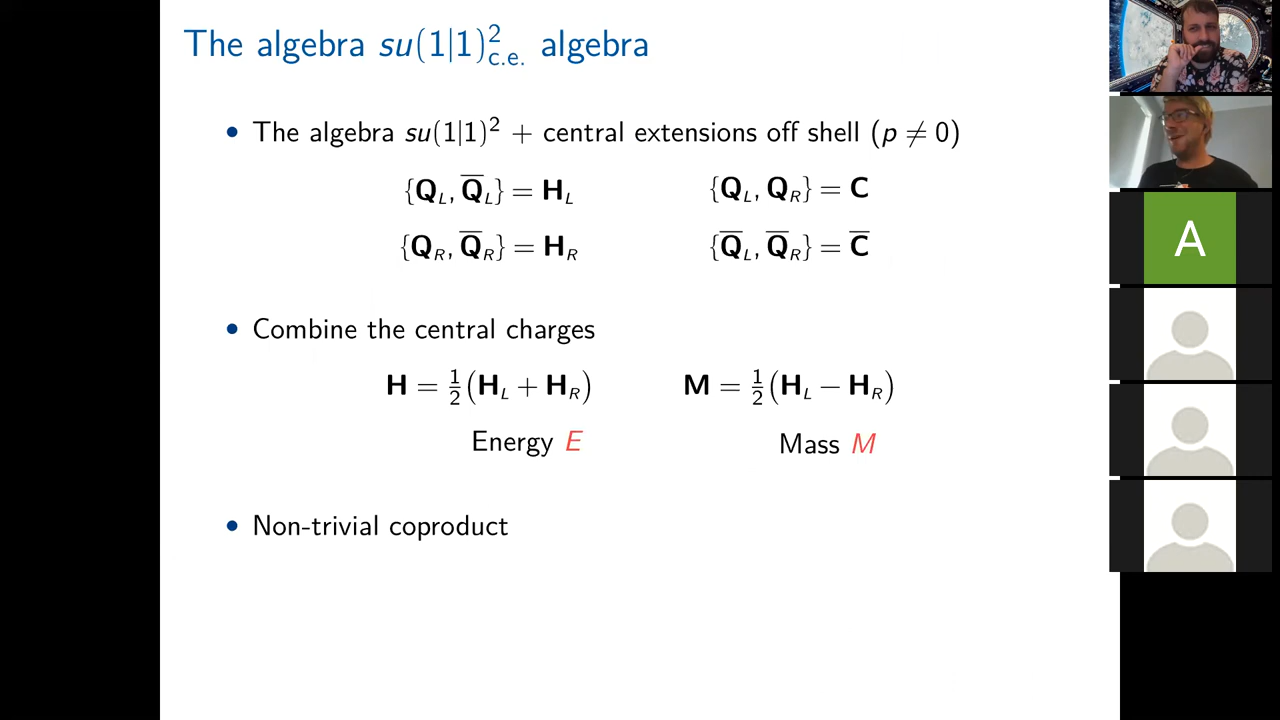 The algebra su(1|1)²c.e. algebra
• The algebra su(1|1)² + central extensions off shell (p ≠ 0)
{Q_L, Q̅_L} = H_L {Q_L, Q_R} = C
{Q_R, Q̅_R} = H_R {Q̅_L, Q̅_R} = C̅
• Combine the central charges
H = ½(H_L + H_R) M = ½(H_L − H_R)
Energy E Mass M
• Non-trivial coproduct
A